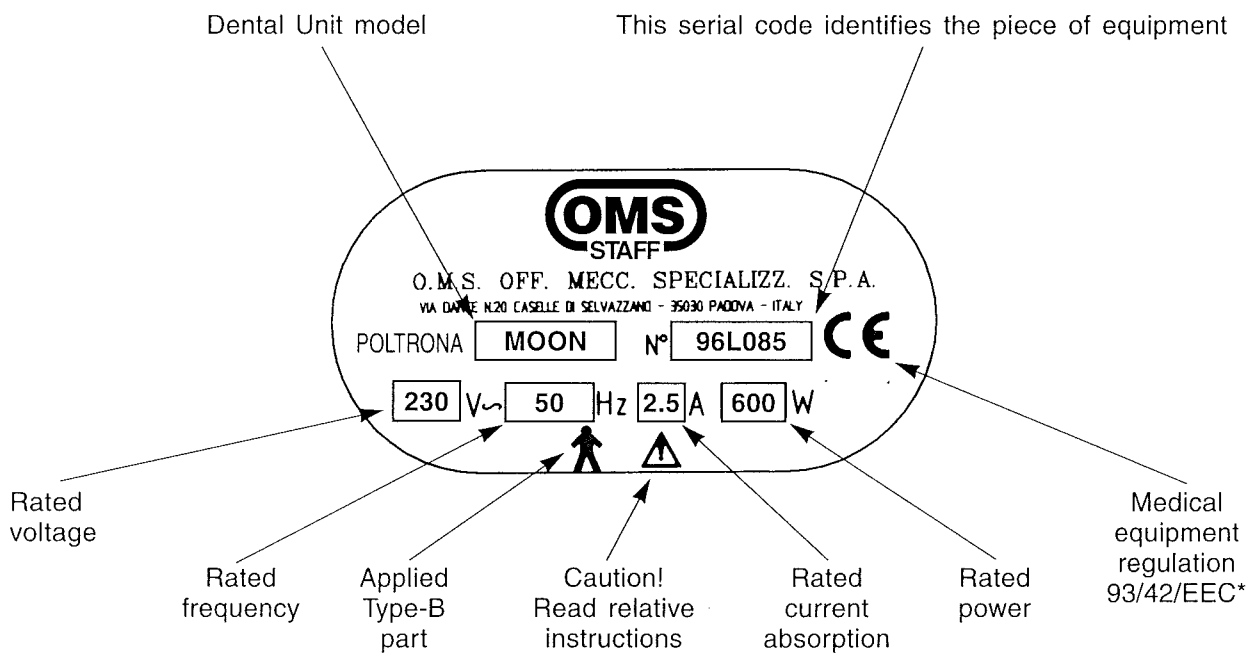 Dental Unit model
This serial code identifies the piece of equipment
OMS
STAFF
O.M.S. OFF. MECC. SPECIALIZZ. S.P.A.
VIA DANTE N.20 CASELLE DI SELVAZZANO - 35030 PADOVA - ITALY
POLTRONA MOON N° 96L085 CE
230 V~ 50 Hz 2.5 A 600 W
Rated
voltage
Rated
frequency
Applied
Type-B
part
Caution!
Read relative
instructions
Rated
current
absorption
Rated
power
Medical
equipment
regulation
93/42/EEC*